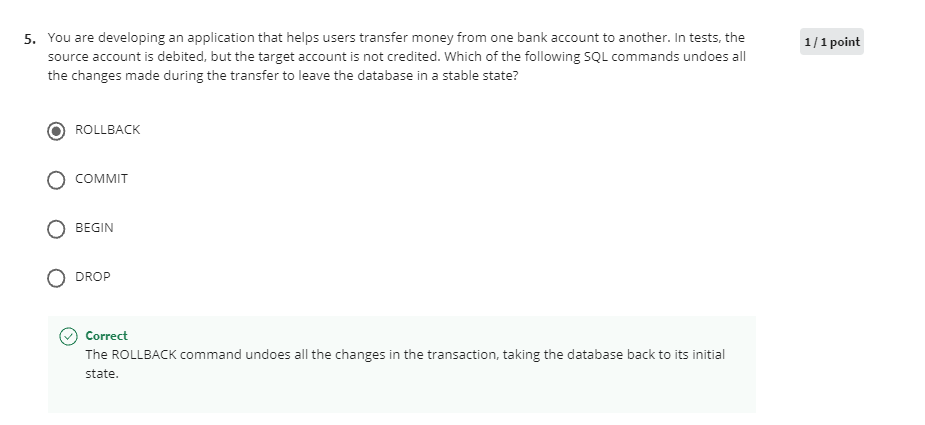 5. You are developing an application that helps users transfer money from one bank account to another. In tests, the
source account is debited, but the target account is not credited. Which of the following SQL commands undoes all
the changes made during the transfer to leave the database in a stable state?
1 / 1 point
ROLLBACK
COMMIT
BEGIN
DROP
Correct
The ROLLBACK command undoes all the changes in the transaction, taking the database back to its initial
state.